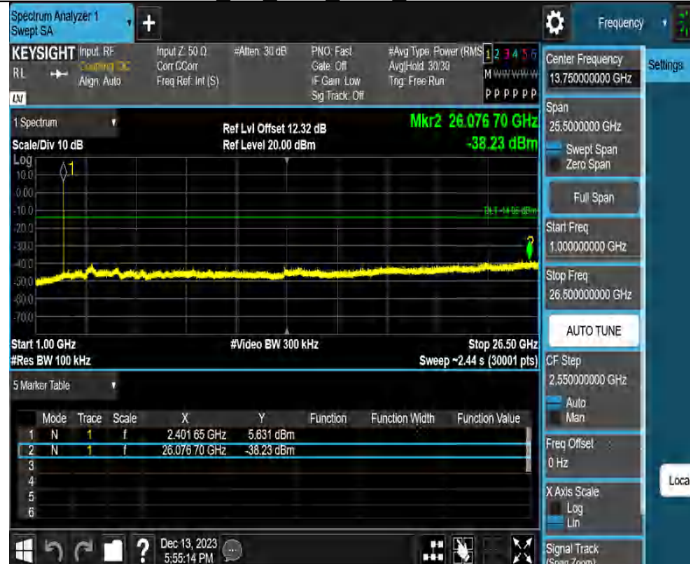 Spectrum Analyzer 1
Swept SA
Frequency
KEYSIGHT
RL
LV
Input: RF
Coupling: DC
Align: Auto
Input Z: 50 Ω
Corr CCorr
Freq Ref: Int (S)
#Atten: 30 dB
PNO: Fast
Gate: Off
IF Gain: Low
Sig Track: Off
#Avg Type: Power (RMS
Avg|Hold: 30/30
Trig: Free Run
1 2 3 4 5 6
M W W W W W
P P P P P P
Center Frequency
13.750000000 GHz
Settings
Span
25.5000000 GHz
Swept Span
Zero Span
Full Span
Start Freq
1.000000000 GHz
Stop Freq
26.500000000 GHz
AUTO TUNE
CF Step
2.550000000 GHz
Auto
Man
Freq Offset
0 Hz
Local
X Axis Scale
Log
Lin
Signal Track
(Span Zoom)
1 Spectrum
Scale/Div 10 dB
Ref Lvl Offset 12.32 dB
Ref Level 20.00 dBm
Mkr2 26.076 70 GHz
-38.23 dBm
Log
10.0
0.00
-10.0
-20.0
-30.0
-40.0
-50.0
-60.0
-70.0
1
2
Start 1.00 GHz
#Res BW 100 kHz
#Video BW 300 kHz
Stop 26.50 GHz
Sweep ~2.44 s (30001 pts)
5 Marker Table
Mode Trace Scale X Y Function Function Width Function Value
1 N 1 f 2.401 65 GHz 5.631 dBm
2 N 1 f 26.076 70 GHz -38.23 dBm
3
4
5
6
Dec 13, 2023
5:55:14 PM